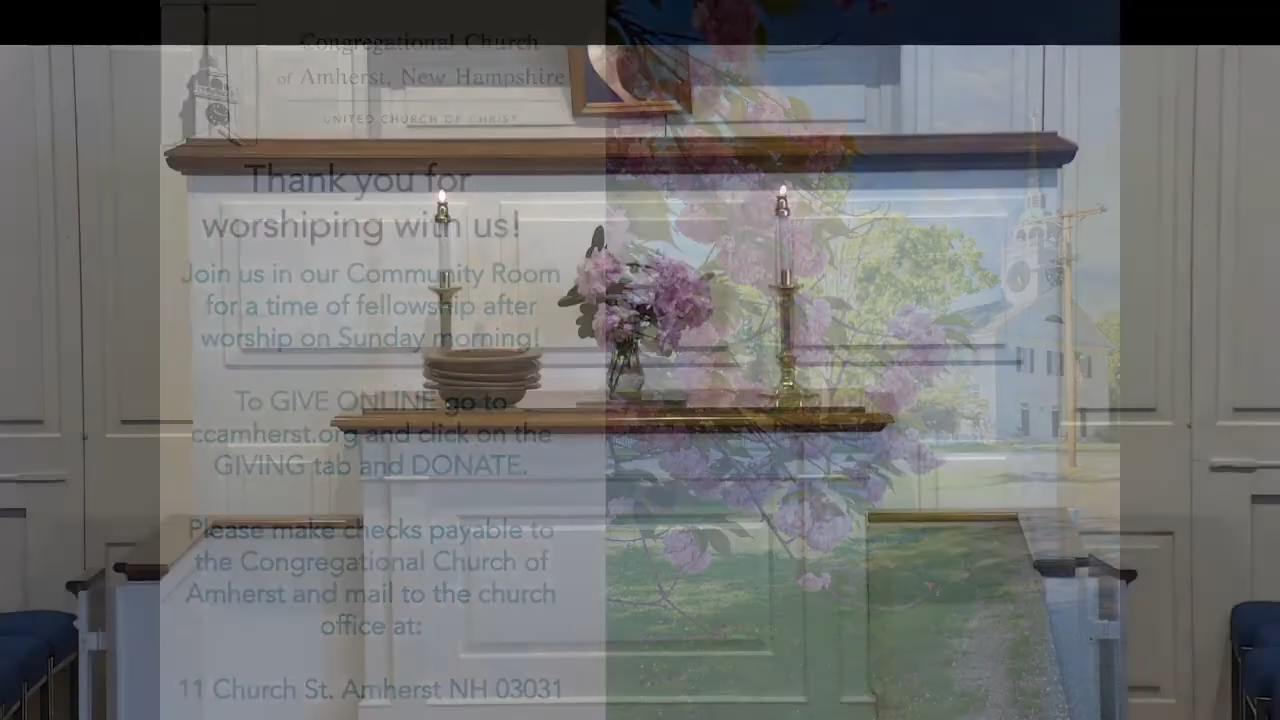 Congregational Church
of Amherst, New Hampshire
UNITED CHURCH OF CHRIST
Thank you for
worshiping with us!
Join us in our Community Room
for a time of fellowship after
worship on Sunday morning!
To GIVE ONLINE go to
ccamherst.org and click on the
GIVING tab and DONATE.
Please make checks payable to
the Congregational Church of
Amherst and mail to the church
office at:
11 Church St. Amherst NH 03031